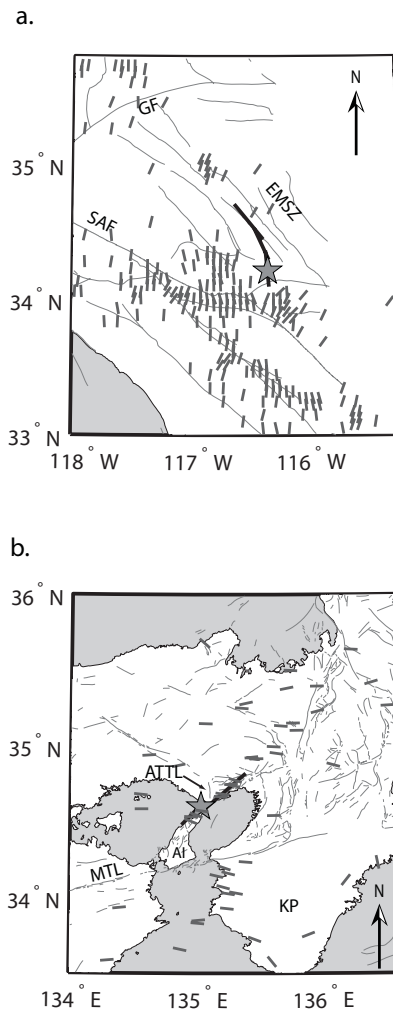 a.
N
GF
35° N
EMSZ
SAF
34° N
33° N
118° W
117° W
116° W
b.
36° N
35° N
ATTL
AI
MTL
34° N
KP
N
134° E
135° E
136° E